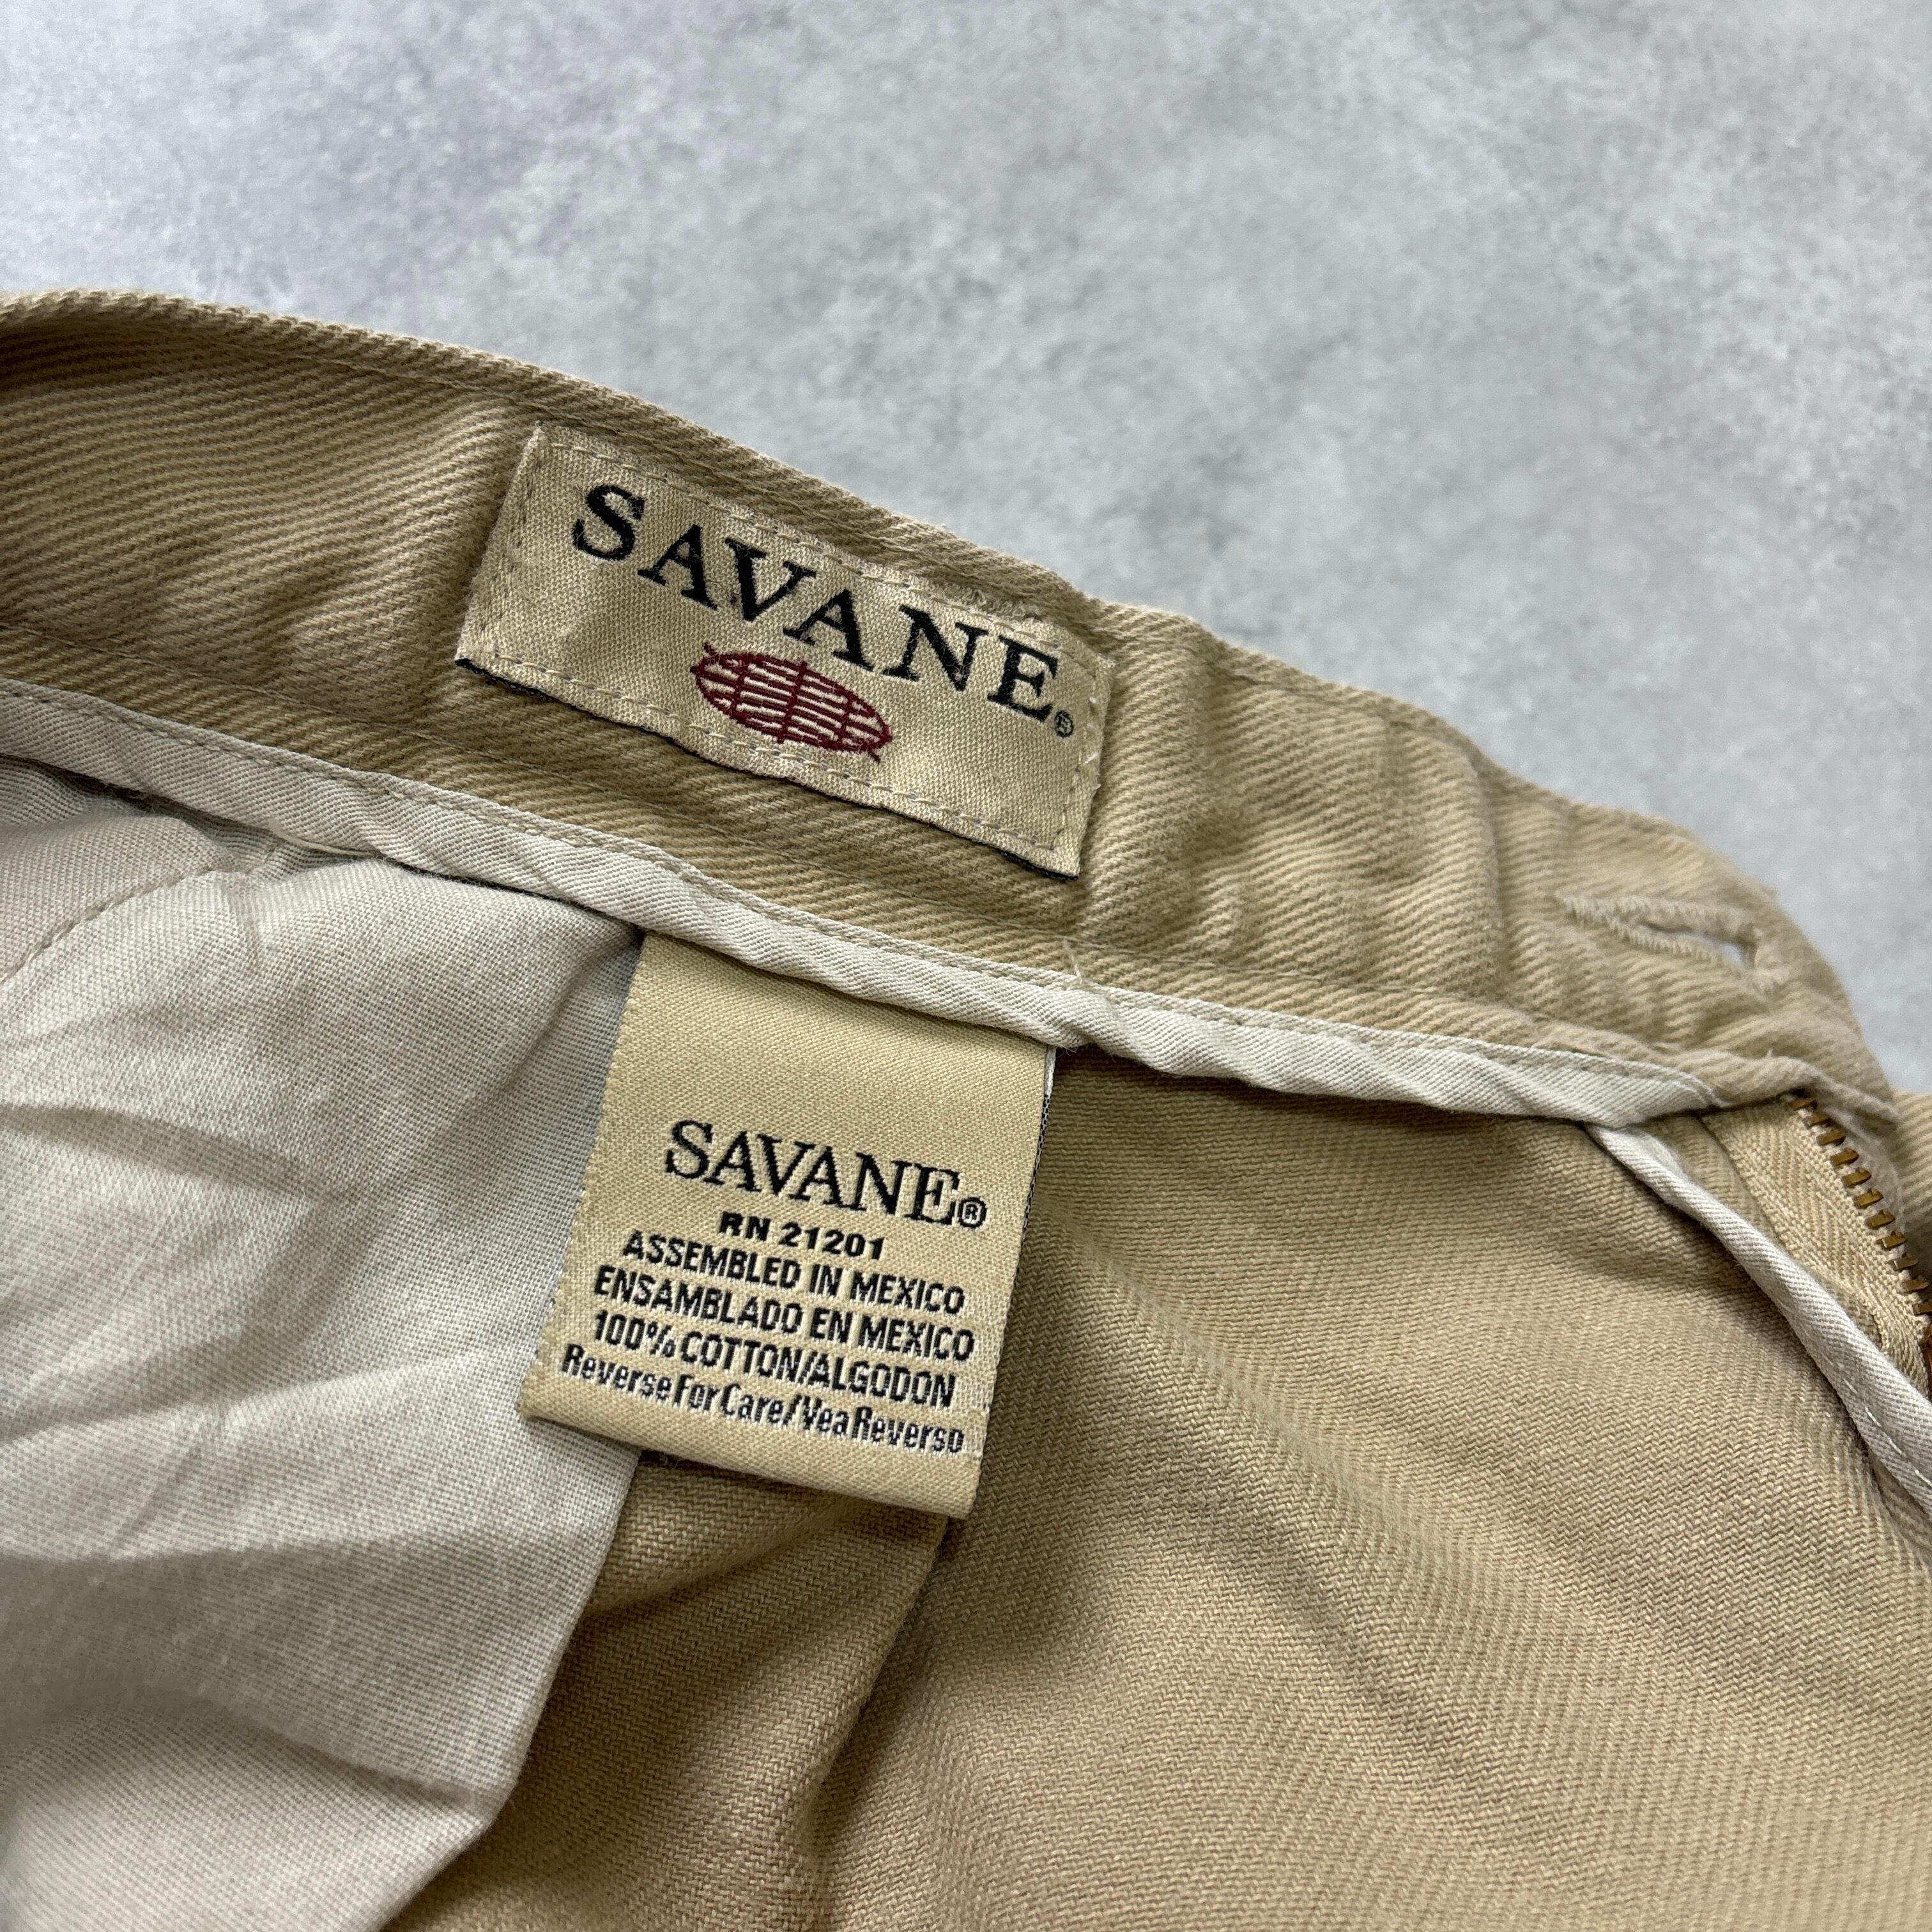 SAVANE®
SAVANE®
RN 21201
ASSEMBLED IN MEXICO
ENSAMBLADO EN MEXICO
100% COTTON/ALGODON
Reverse For Care/Vea Reverso